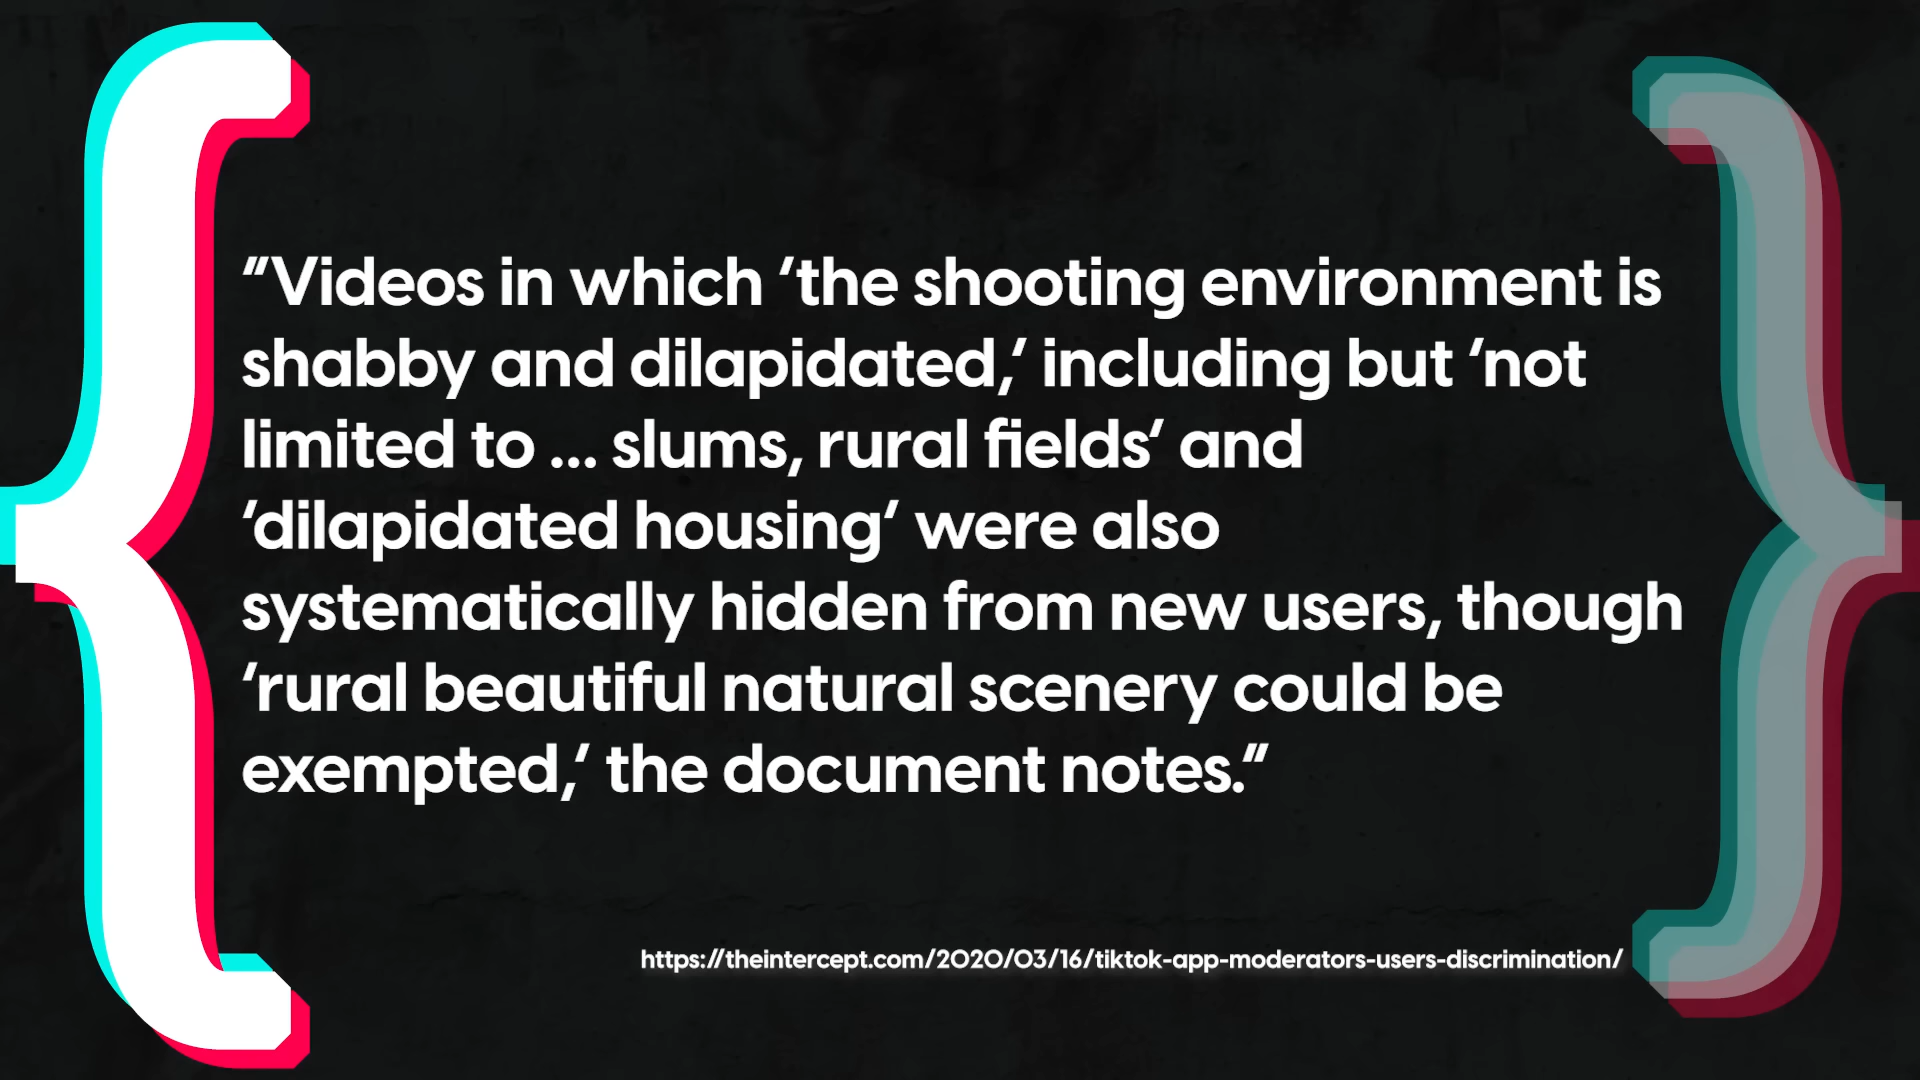 “Videos in which ‘the shooting environment is
shabby and dilapidated,’ including but ‘not
limited to ... slums, rural fields’ and
‘dilapidated housing’ were also
systematically hidden from new users, though
‘rural beautiful natural scenery could be
exempted,’ the document notes.“
https://theintercept.com/2020/03/16/tiktok-app-moderators-users-discrimination/